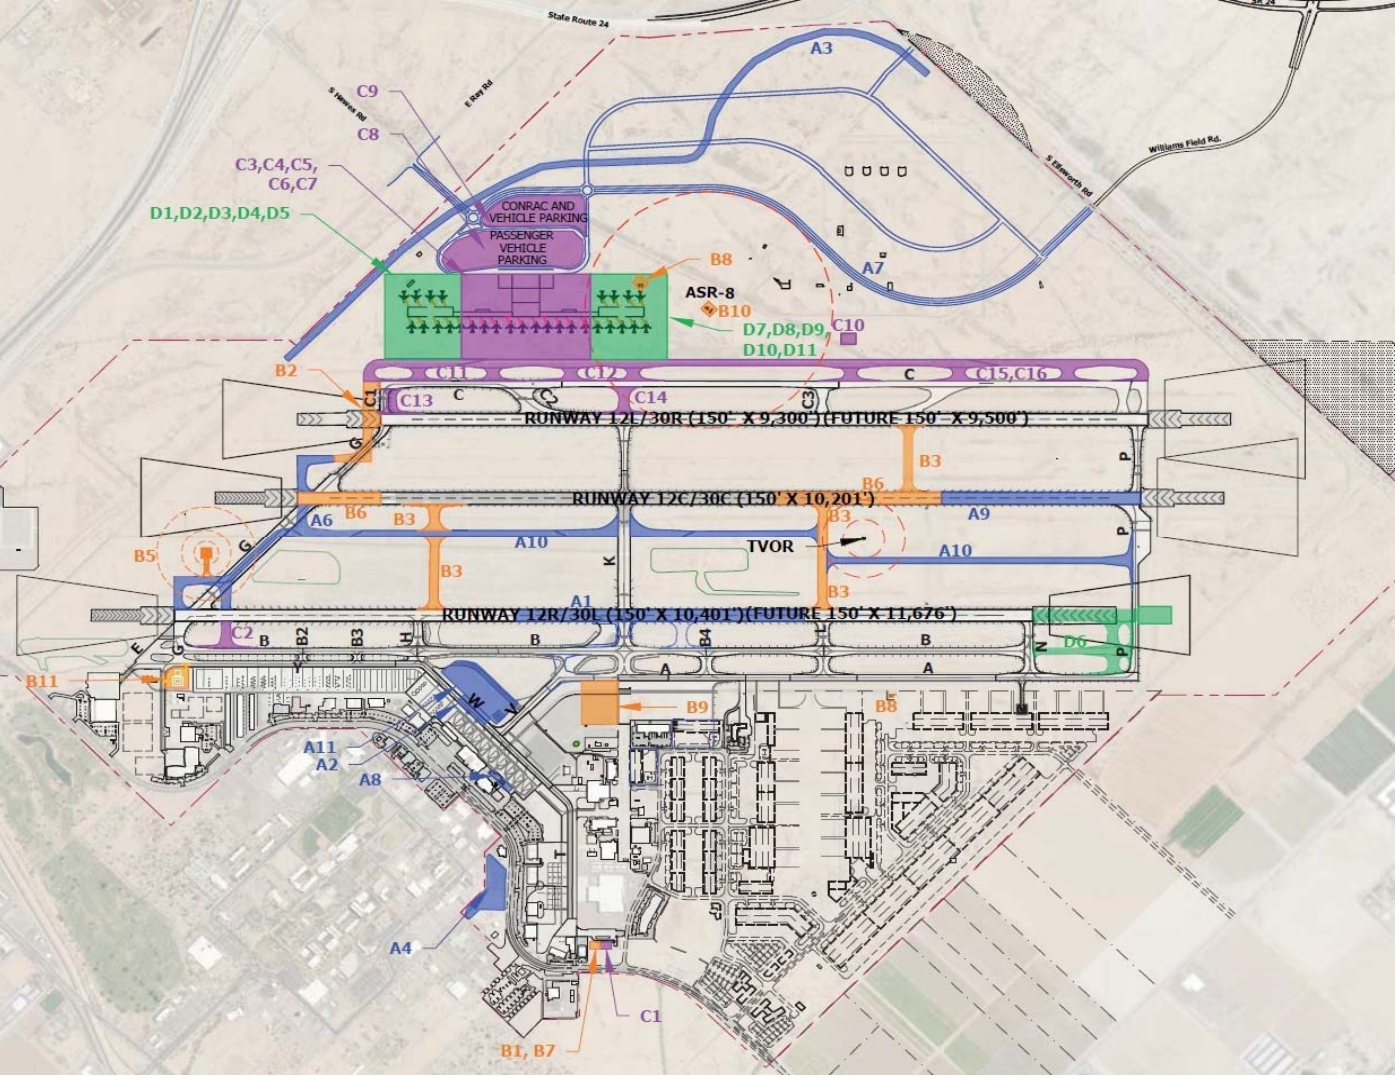 SR 24
State Route 24
A3
C9
E Ray Rd
S Hawes Rd
C8
Williams Field Rd.
S Ellsworth Rd
C3,C4,C5,
C6,C7
D1,D2,D3,D4,D5
CONRAC AND
VEHICLE PARKING
PASSENGER
VEHICLE
PARKING
B8
A7
ASR-8
B10
D7,D8,D9,
D10,D11
C10
B2
C11
C12
C
C15,C16
C1
C13
C
C2
C14
C3
RUNWAY 12L/30R (150' X 9,300')(FUTURE 150' X 9,500')
G
B3
P
B6
RUNWAY 12C/30C (150' X 10,201')
B6
B3
B3
A9
A6
A10
TVOR
A10
P
G
B5
B3
K
B3
A1
RUNWAY 12R/30L (150' X 10,401')(FUTURE 150' X 11,676')
C2
B
B2
B3
H
B
B4
L
B
N
D6
P
E
G
Y
A
A
B11
W
V
B9
B8
A11
A2
A8
T
A4
C1
B1, B7